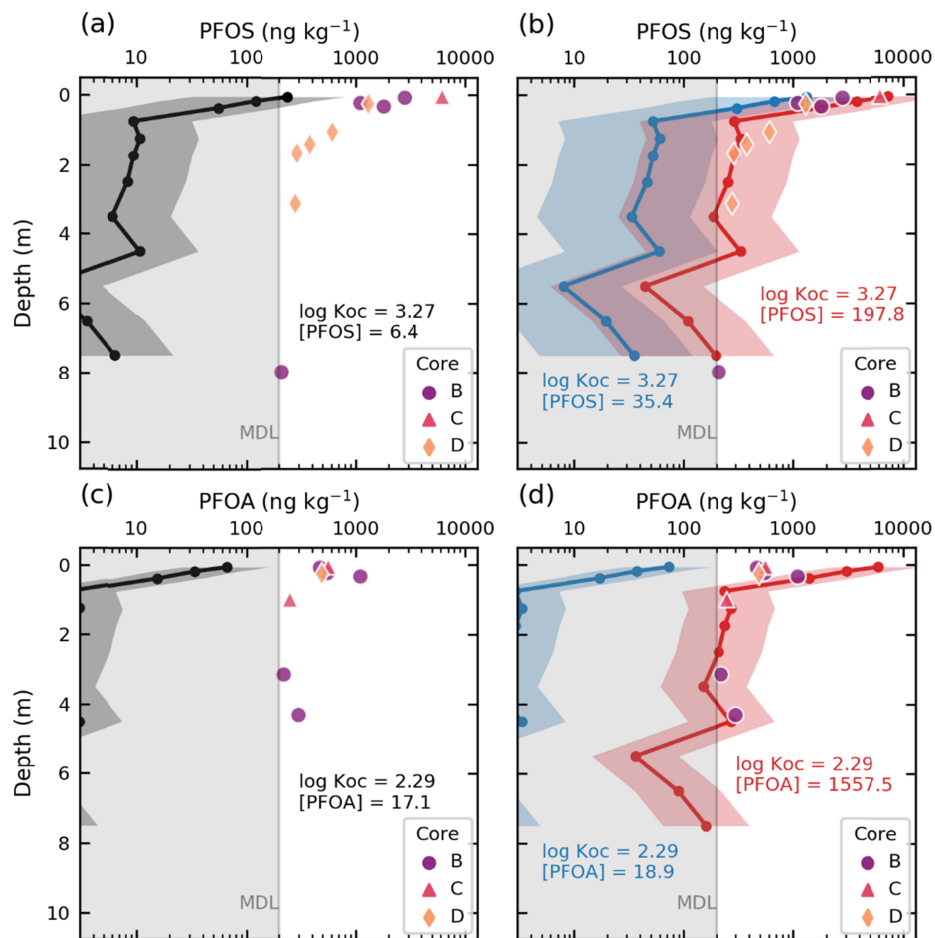 (a) PFOS (ng kg⁻¹)
10 100 1000 10000
(b) PFOS (ng kg⁻¹)
10 100 1000 10000
Depth (m)
0
2
4
6
8
10
log Koc = 3.27
[PFOS] = 6.4
MDL
Core
B
C
D
log Koc = 3.27
[PFOS] = 197.8
log Koc = 3.27
[PFOS] = 35.4
MDL
Core
B
C
D
(c) PFOA (ng kg⁻¹)
10 100 1000 10000
(d) PFOA (ng kg⁻¹)
10 100 1000 10000
Depth (m)
0
2
4
6
8
10
log Koc = 2.29
[PFOA] = 17.1
MDL
Core
B
C
D
log Koc = 2.29
[PFOA] = 1557.5
log Koc = 2.29
[PFOA] = 18.9
MDL
Core
B
C
D